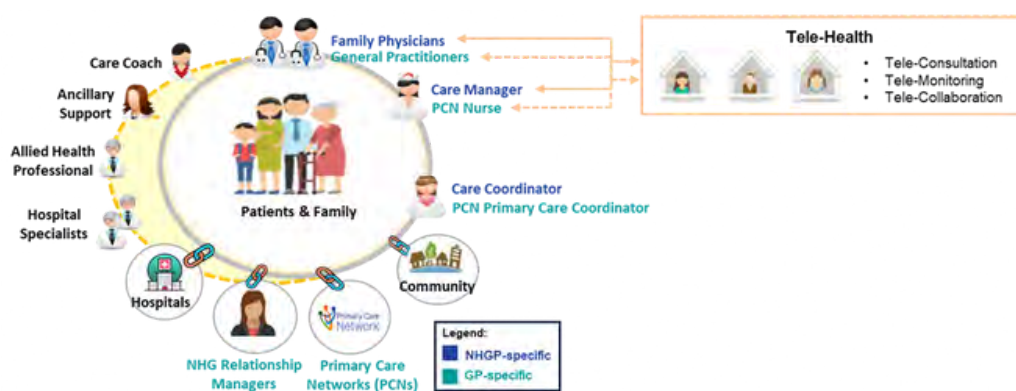 Family Physicians
General Practitioners
Care Manager
PCN Nurse
Care Coordinator
PCN Primary Care Coordinator
Care Coach
Ancillary
Support
Allied Health
Professional
Hospital
Specialists
Patients & Family
Hospitals
NHG Relationship
Managers
Primary Care
Network
Primary Care
Networks (PCNs)
Community
Tele-Health
• Tele-Consultation
• Tele-Monitoring
• Tele-Collaboration
Legend:
NHGP-specific
GP-specific